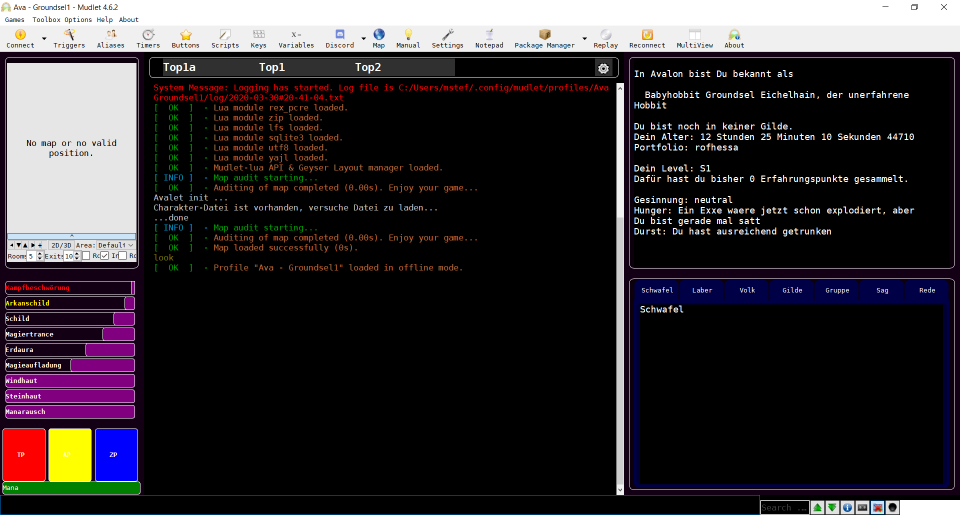 Ava - Groundsel1 - Mudlet 4.6.2
Games Toolbox Options Help About
Connect Triggers Aliases Timers Buttons Scripts Keys Variables Discord Map Manual Settings Notepad Package Manager Replay Reconnect MultiView About
No map or no valid
position.
2D/3D Area: Defaul
Rooms 5 Exits 10 Ro In Ro
Arkanschild
Schild
Magiertrance
Erdaura
Magieaufladung
Windhaut
Steinhaut
Manarausch
TP
ZP
Mana
Top1a Top1 Top2
System Message: Logging has started. Log file is C:/Users/mstef/.config/mudlet/profiles/Ava
Groundsel1/log/2020-03-30#20-41-04.txt
[ OK ] - Lua module rex_pcre loaded.
[ OK ] - Lua module zip loaded.
[ OK ] - Lua module lfs loaded.
[ OK ] - Lua module sqlite3 loaded.
[ OK ] - Lua module utf8 loaded.
[ OK ] - Lua module yajl loaded.
[ OK ] - Mudlet-lua API & Geyser Layout manager loaded.
[ INFO ] - Map audit starting...
[ OK ] - Auditing of map completed (0.00s). Enjoy your game...
Avalet init ...
Charakter-Datei ist vorhanden, versuche Datei zu laden...
...done
[ INFO ] - Map audit starting...
[ OK ] - Auditing of map completed (0.00s). Enjoy your game...
[ OK ] - Map loaded successfully (0s).
look
[ OK ] - Profile "Ava - Groundsel1" loaded in offline mode.
In Avalon bist Du bekannt als
Babyhobbit Groundsel Eichelhain, der unerfahrene
Hobbit
Du bist noch in keiner Gilde.
Dein Alter: 12 Stunden 25 Minuten 10 Sekunden 44710
Portfolio: rofhessa
Dein Level: S1
Dafür hast du bisher 0 Erfahrungspunkte gesammelt.
Gesinnung: neutral
Hunger: Ein Exxe waere jetzt schon explodiert, aber
Du bist gerade mal satt
Durst: Du hast ausreichend getrunken
Schwafel Laber Volk Gilde Gruppe Sag Rede
Schwafel
Search ...